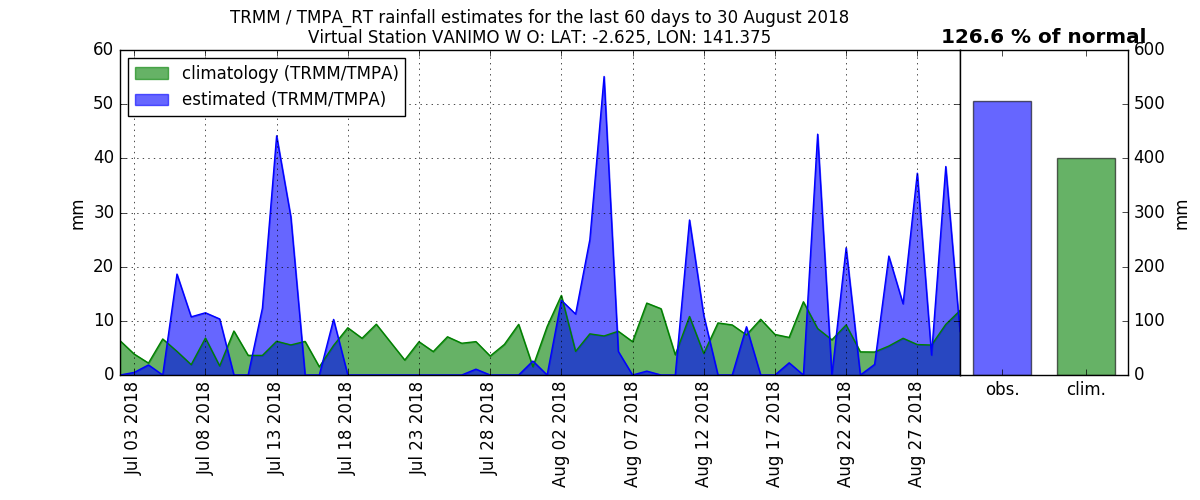 TRMM / TMPA_RT rainfall estimates for the last 60 days to 30 August 2018
Virtual Station VANIMO W O: LAT: -2.625, LON: 141.375
126.6 % of normal
climatology (TRMM/TMPA)
estimated (TRMM/TMPA)
60
50
40
30
20
10
0
mm
Jul 03 2018
Jul 08 2018
Jul 13 2018
Jul 18 2018
Jul 23 2018
Jul 28 2018
Aug 02 2018
Aug 07 2018
Aug 12 2018
Aug 17 2018
Aug 22 2018
Aug 27 2018
600
500
400
300
200
100
0
mm
obs.
clim.